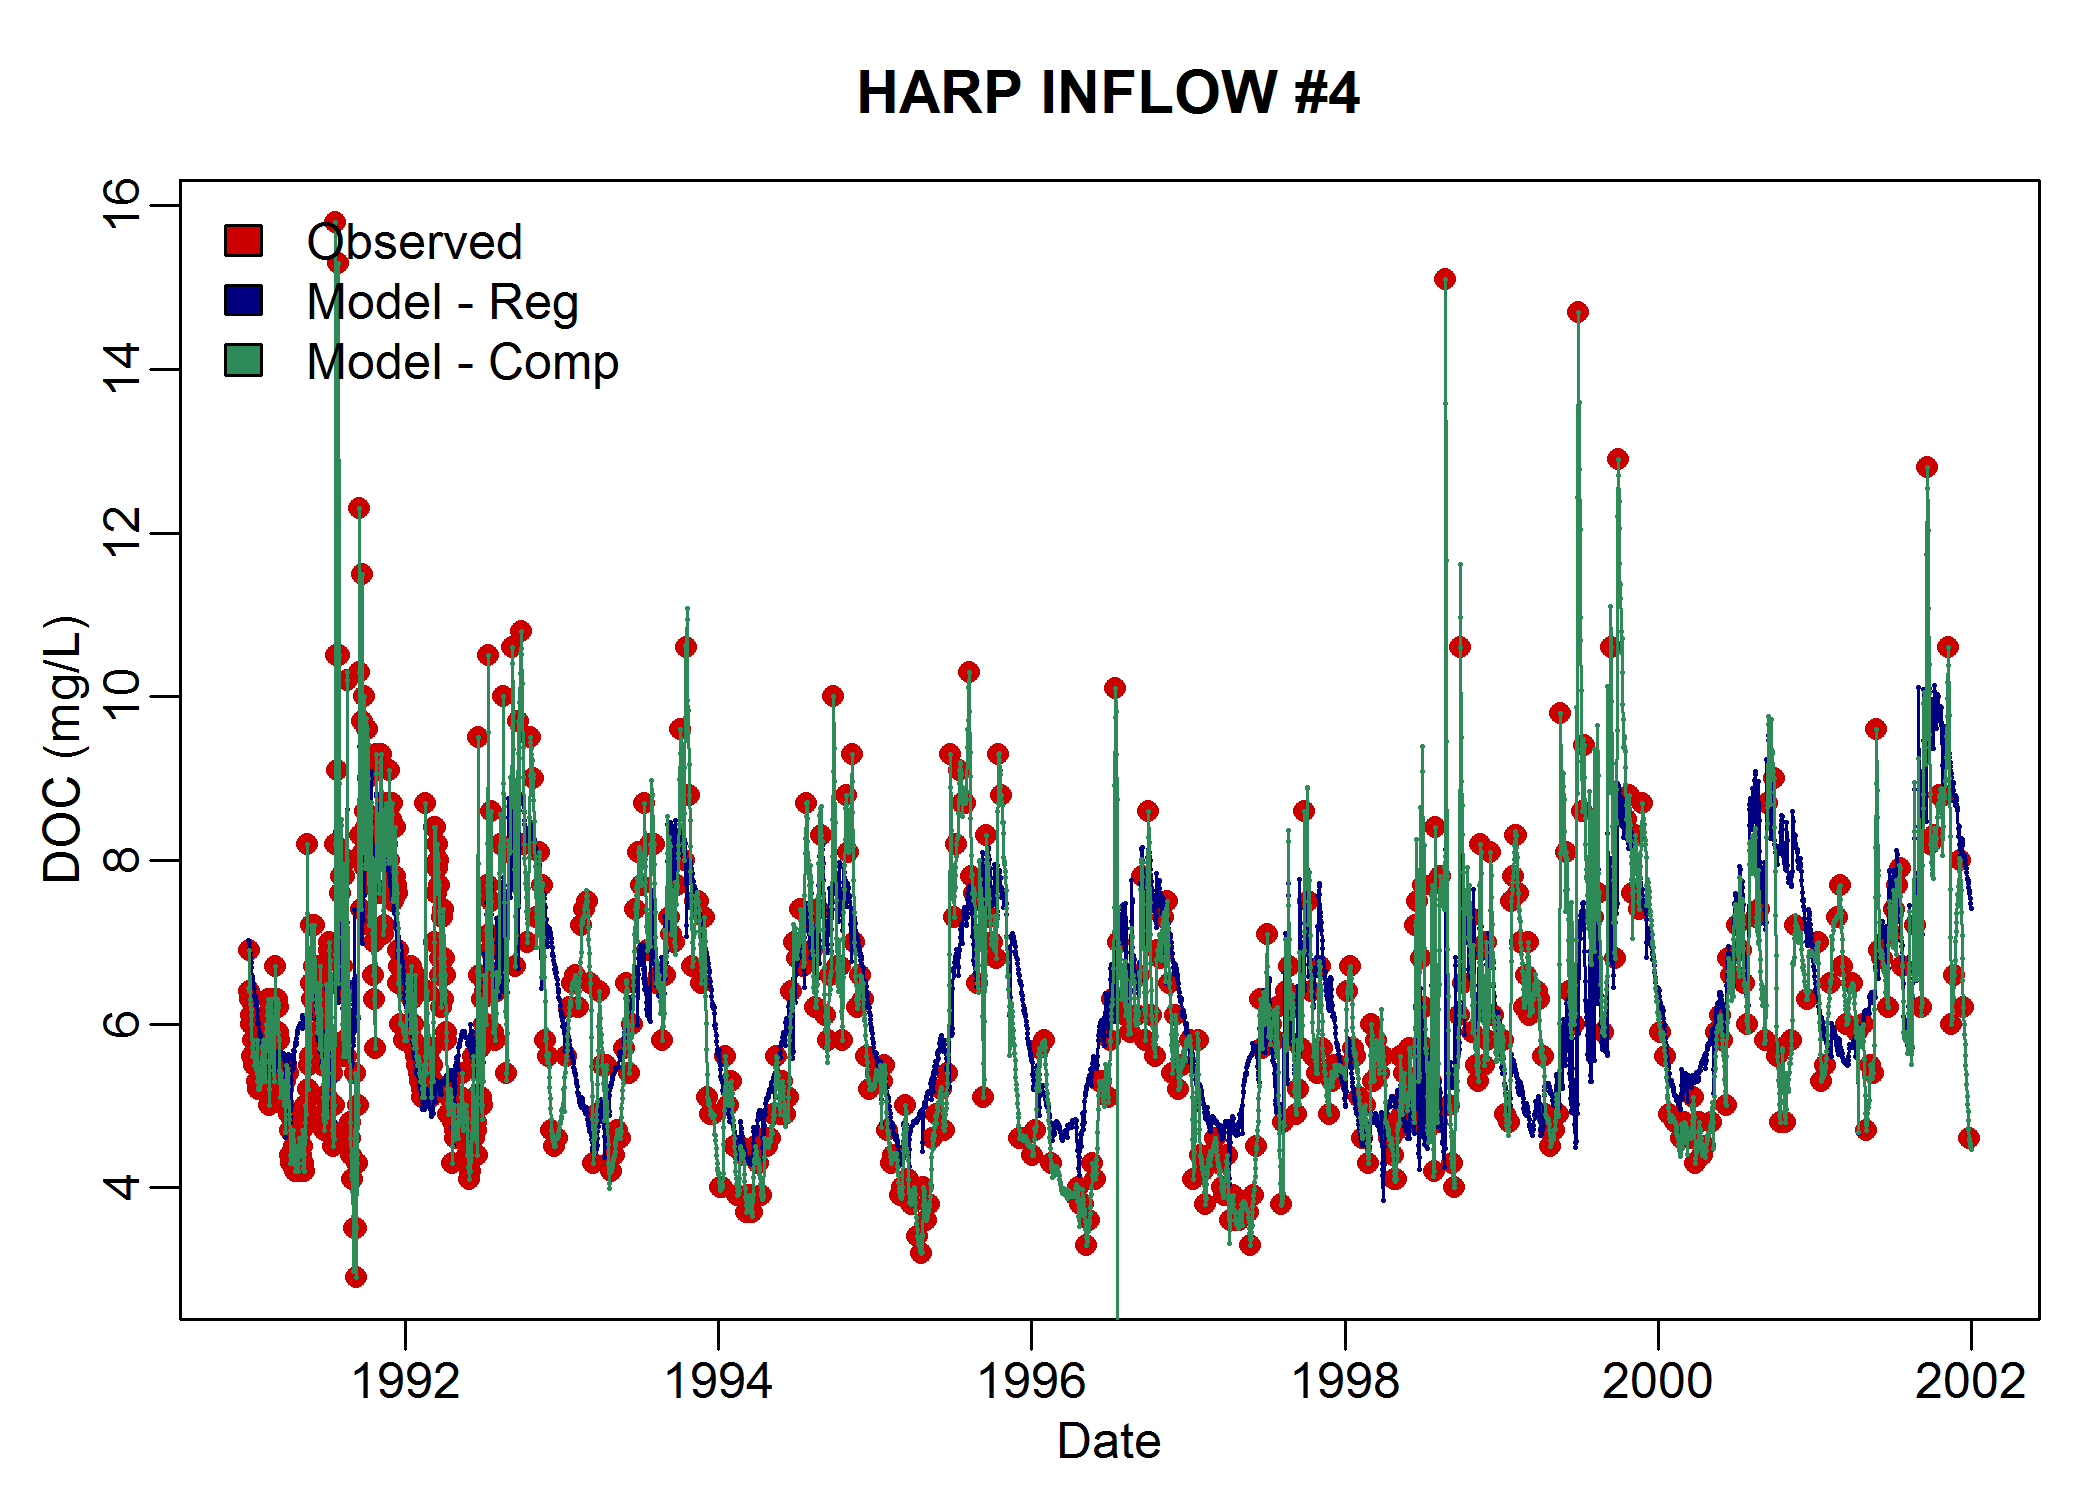 HARP INFLOW #4
16
14
12
10
8
6
4
DOC (mg/L)
Observed
Model - Reg
Model - Comp
1992
1994
1996
1998
2000
2002
Date